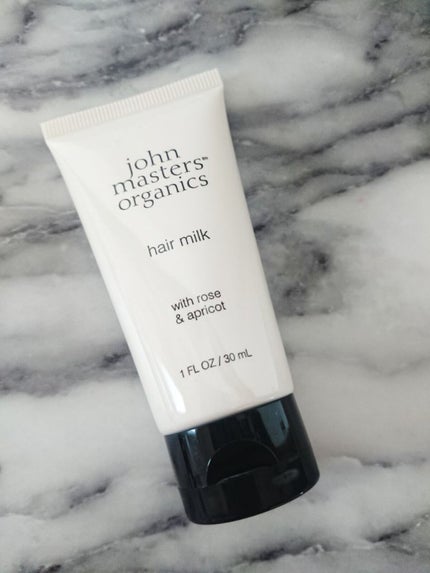 john
masters™
organics
hair milk
with rose
& apricot
1 FL OZ / 30 mL